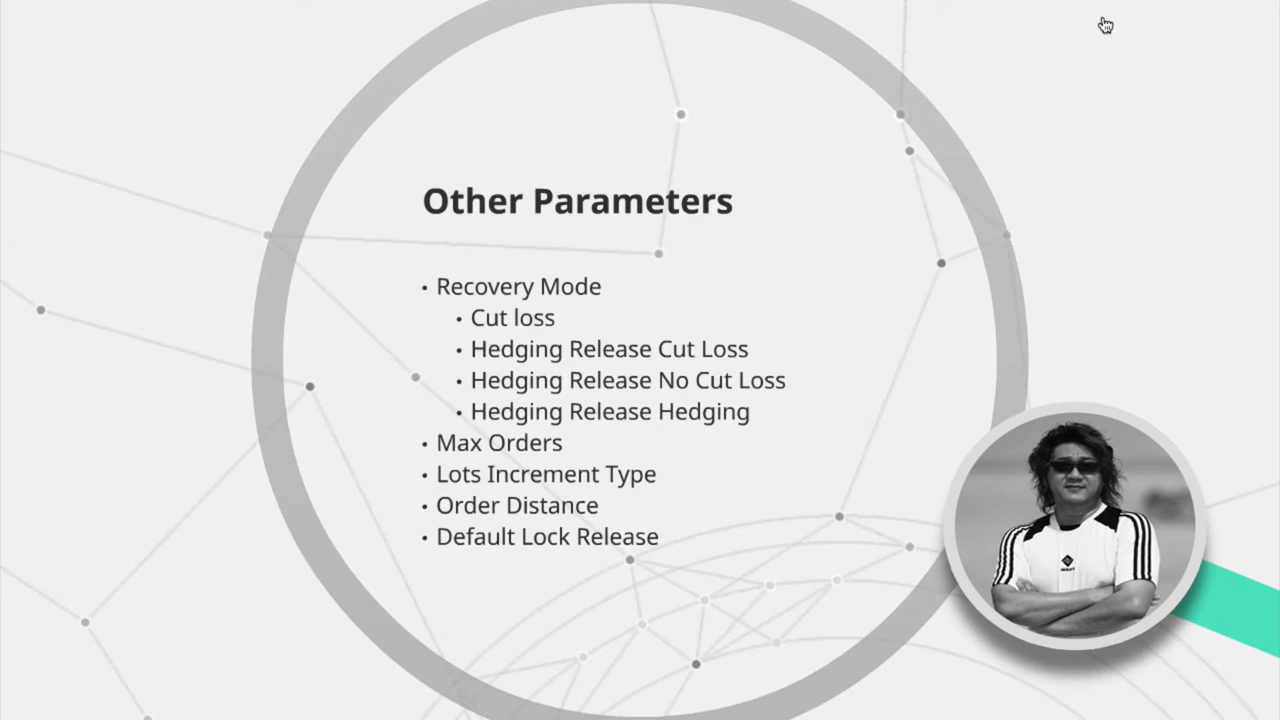 Other Parameters
• Recovery Mode
• Cut loss
• Hedging Release Cut Loss
• Hedging Release No Cut Loss
• Hedging Release Hedging
• Max Orders
• Lots Increment Type
• Order Distance
• Default Lock Release